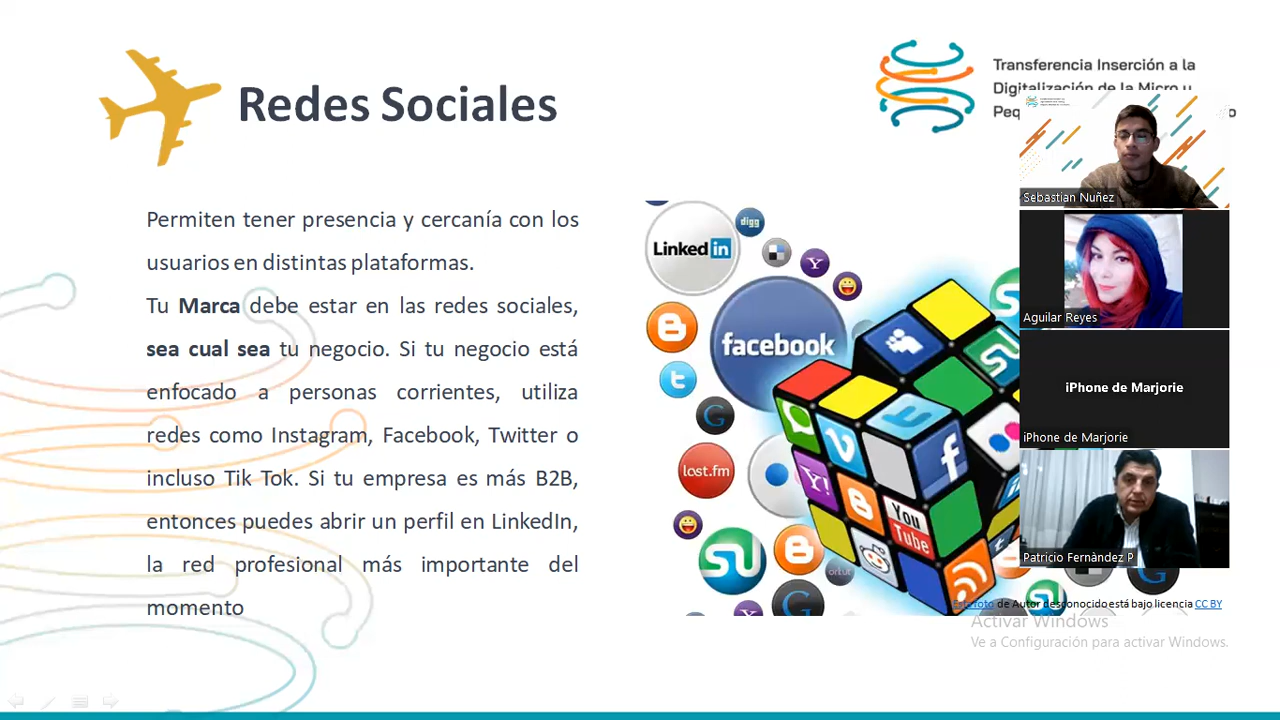 Redes Sociales
Transferencia Inserción a la
Digitalización de la Micro y
Permiten tener presencia y cercanía con los
usuarios en distintas plataformas.
Tu Marca debe estar en las redes sociales,
sea cual sea tu negocio. Si tu negocio está
enfocado a personas corrientes, utiliza
redes como Instagram, Facebook, Twitter o
incluso Tik Tok. Si tu empresa es más B2B,
entonces puedes abrir un perfil en LinkedIn,
la red profesional más importante del
momento
Linked in
digg
facebook
lost.fm
You
Tube
orkut
Sebastian Nuñez
Aguilar Reyes
iPhone de Marjorie
iPhone de Marjorie
Patricio Fernàndez P
Esta foto de Autor desconocido está bajo licencia CC BY
Activar Windows
Ve a Configuración para activar Windows.